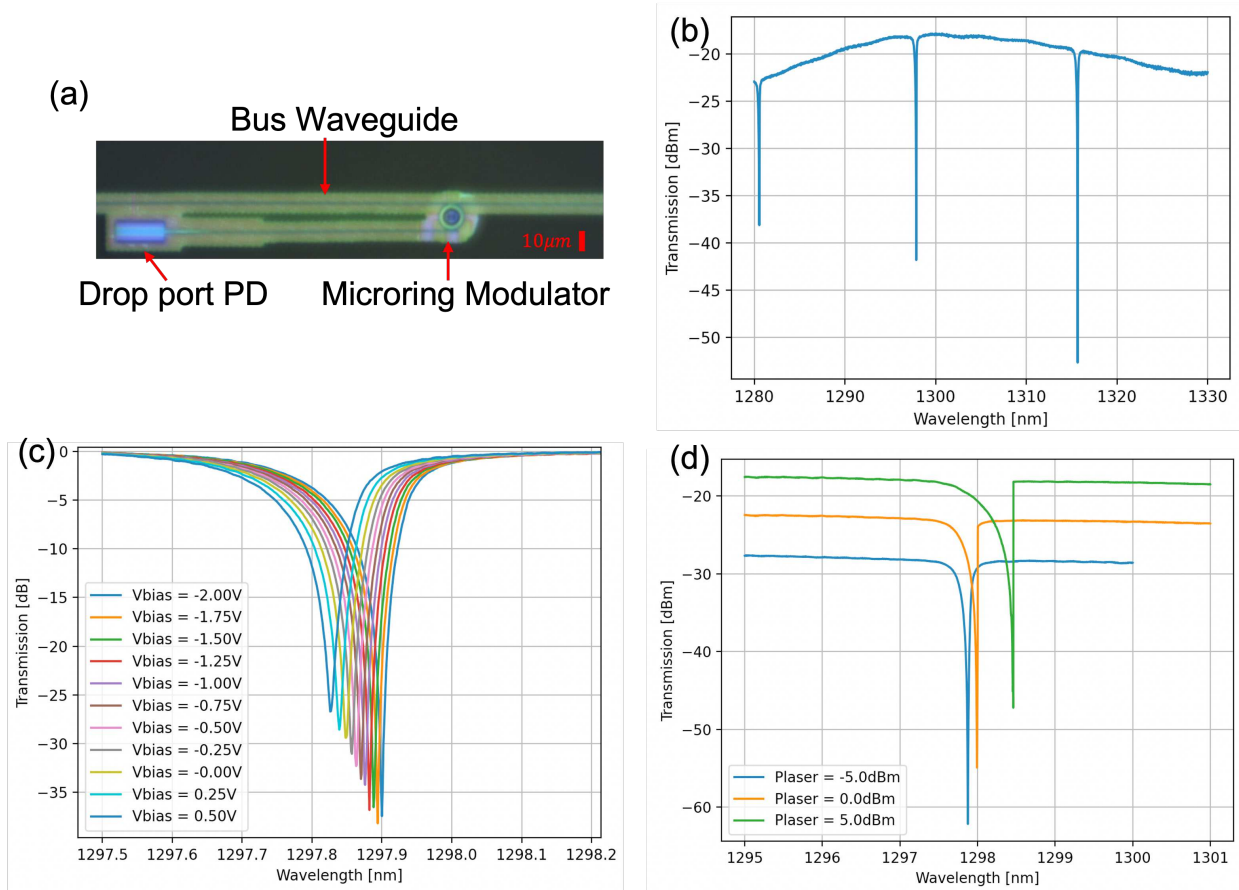 (a)
Bus Waveguide
10μm
Drop port PD
Microring Modulator
(b)
Transmission [dBm]
−20
−25
−30
−35
−40
−45
−50
1280 1290 1300 1310 1320 1330
Wavelength [nm]
(c)
Transmission [dB]
0
−5
−10
−15
−20
−25
−30
−35
Vbias = -2.00V
Vbias = -1.75V
Vbias = -1.50V
Vbias = -1.25V
Vbias = -1.00V
Vbias = -0.75V
Vbias = -0.50V
Vbias = -0.25V
Vbias = -0.00V
Vbias = 0.25V
Vbias = 0.50V
1297.5 1297.6 1297.7 1297.8 1297.9 1298.0 1298.1 1298.2
Wavelength [nm]
(d)
Transmission [dBm]
−20
−30
−40
−50
−60
Plaser = -5.0dBm
Plaser = 0.0dBm
Plaser = 5.0dBm
1295 1296 1297 1298 1299 1300 1301
Wavelength [nm]